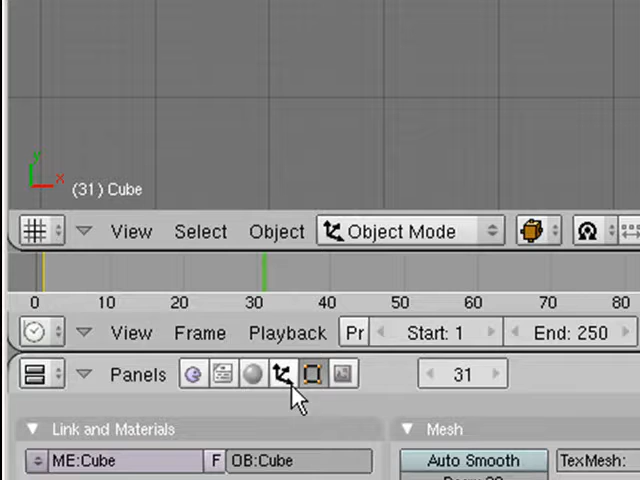 y
x
(31) Cube
View Select Object Object Mode
0 10 20 30 40 50 60 70 80
View Frame Playback Pr Start: 1 End: 250
Panels 31
Link and Materials Mesh
ME:Cube F OB:Cube Auto Smooth TexMesh: